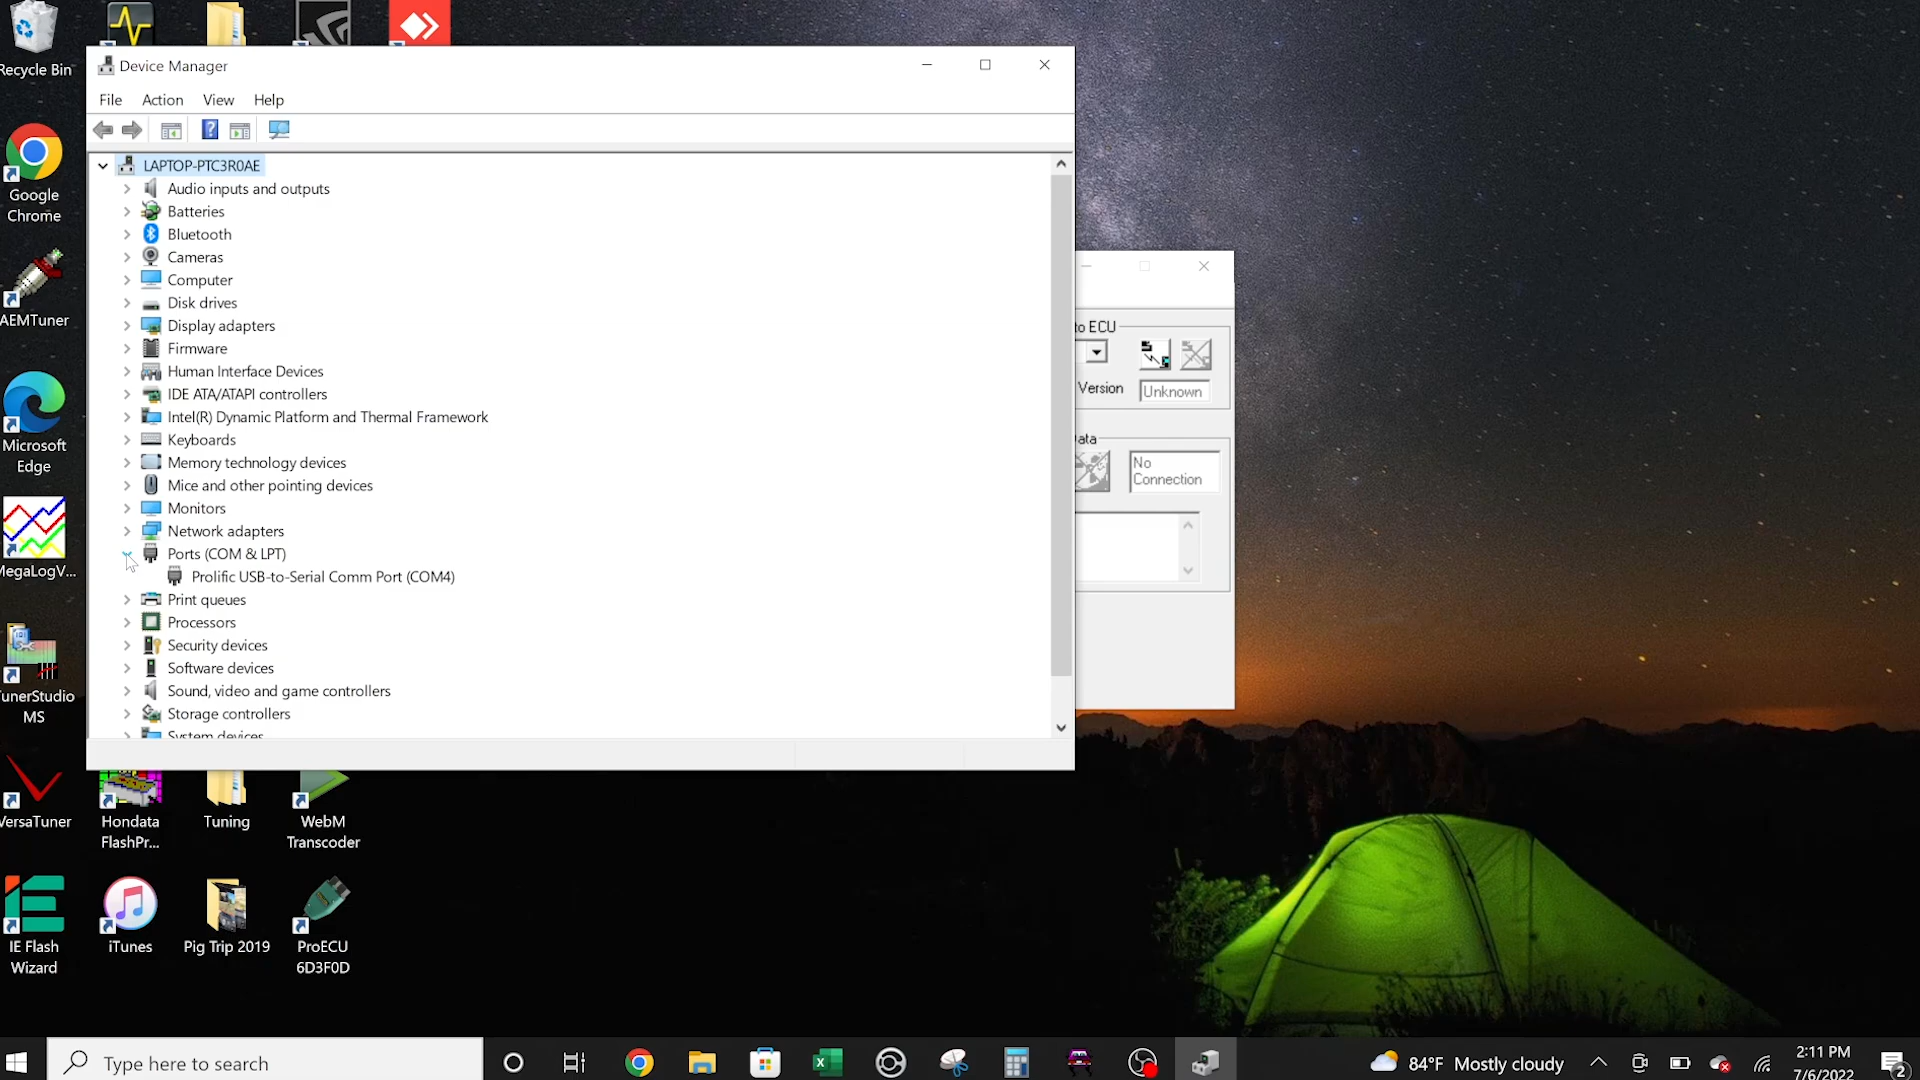 Recycle Bin
Device Manager
File Action View Help
LAPTOP-PTC3R0AE
Audio inputs and outputs
Batteries
Bluetooth
Cameras
Computer
Disk drives
Display adapters
Firmware
Human Interface Devices
IDE ATA/ATAPI controllers
Intel(R) Dynamic Platform and Thermal Framework
Keyboards
Memory technology devices
Mice and other pointing devices
Monitors
Network adapters
Ports (COM & LPT)
Prolific USB-to-Serial Comm Port (COM4)
Print queues
Processors
Security devices
Software devices
Sound, video and game controllers
Storage controllers
System devices
to ECU
Version
Unknown
ata
No
Connection
Google
Chrome
AEMTuner
Microsoft
Edge
MegaLogV...
TunerStudio
MS
VersaTuner
Hondata
FlashPr...
Tuning
WebM
Transcoder
IE Flash
Wizard
iTunes
Pig Trip 2019
ProECU
6D3F0D
Type here to search
84°F Mostly cloudy
2:11 PM
7/6/2022
2